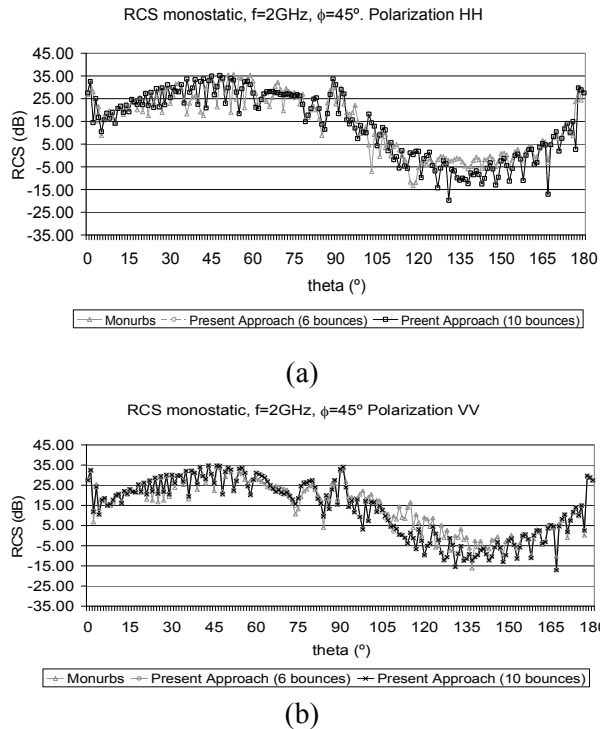 RCS monostatic, f=2GHz, ϕ=45º. Polarization HH
45.00
35.00
25.00
15.00
5.00
-5.00
-15.00
-25.00
-35.00
RCS (dB)
0 15 30 45 60 75 90 105 120 135 150 165 180
theta (º)
Monurbs Present Approach (6 bounces) Preent Approach (10 bounces)
(a)
RCS monostatic, f=2GHz, ϕ=45º Polarization VV
45.00
35.00
25.00
15.00
5.00
-5.00
-15.00
-25.00
-35.00
RCS (dB)
0 15 30 45 60 75 90 105 120 135 150 165 180
theta (º)
Monurbs Present Approach (6 bounces) Present Approach (10 bounces)
(b)